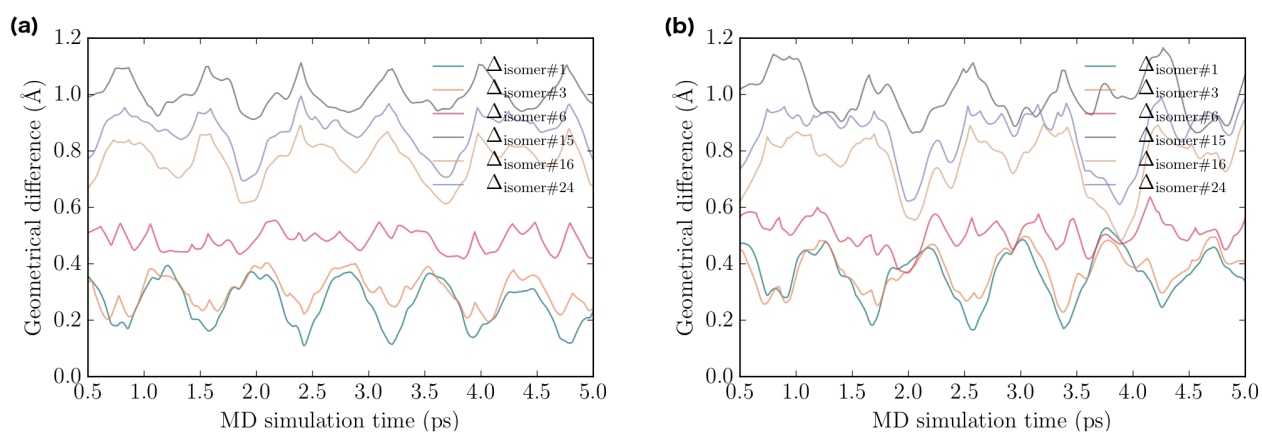 (a)
1.2
1.0
0.8
0.6
0.4
0.2
0.0
Geometrical difference (Å)
Δisomer#1
Δisomer#3
Δisomer#6
Δisomer#15
Δisomer#16
Δisomer#24
0.5 1.0 1.5 2.0 2.5 3.0 3.5 4.0 4.5 5.0
MD simulation time (ps)
(b)
1.2
1.0
0.8
0.6
0.4
0.2
0.0
Geometrical difference (Å)
Δisomer#1
Δisomer#3
Δisomer#6
Δisomer#15
Δisomer#16
Δisomer#24
0.5 1.0 1.5 2.0 2.5 3.0 3.5 4.0 4.5 5.0
MD simulation time (ps)